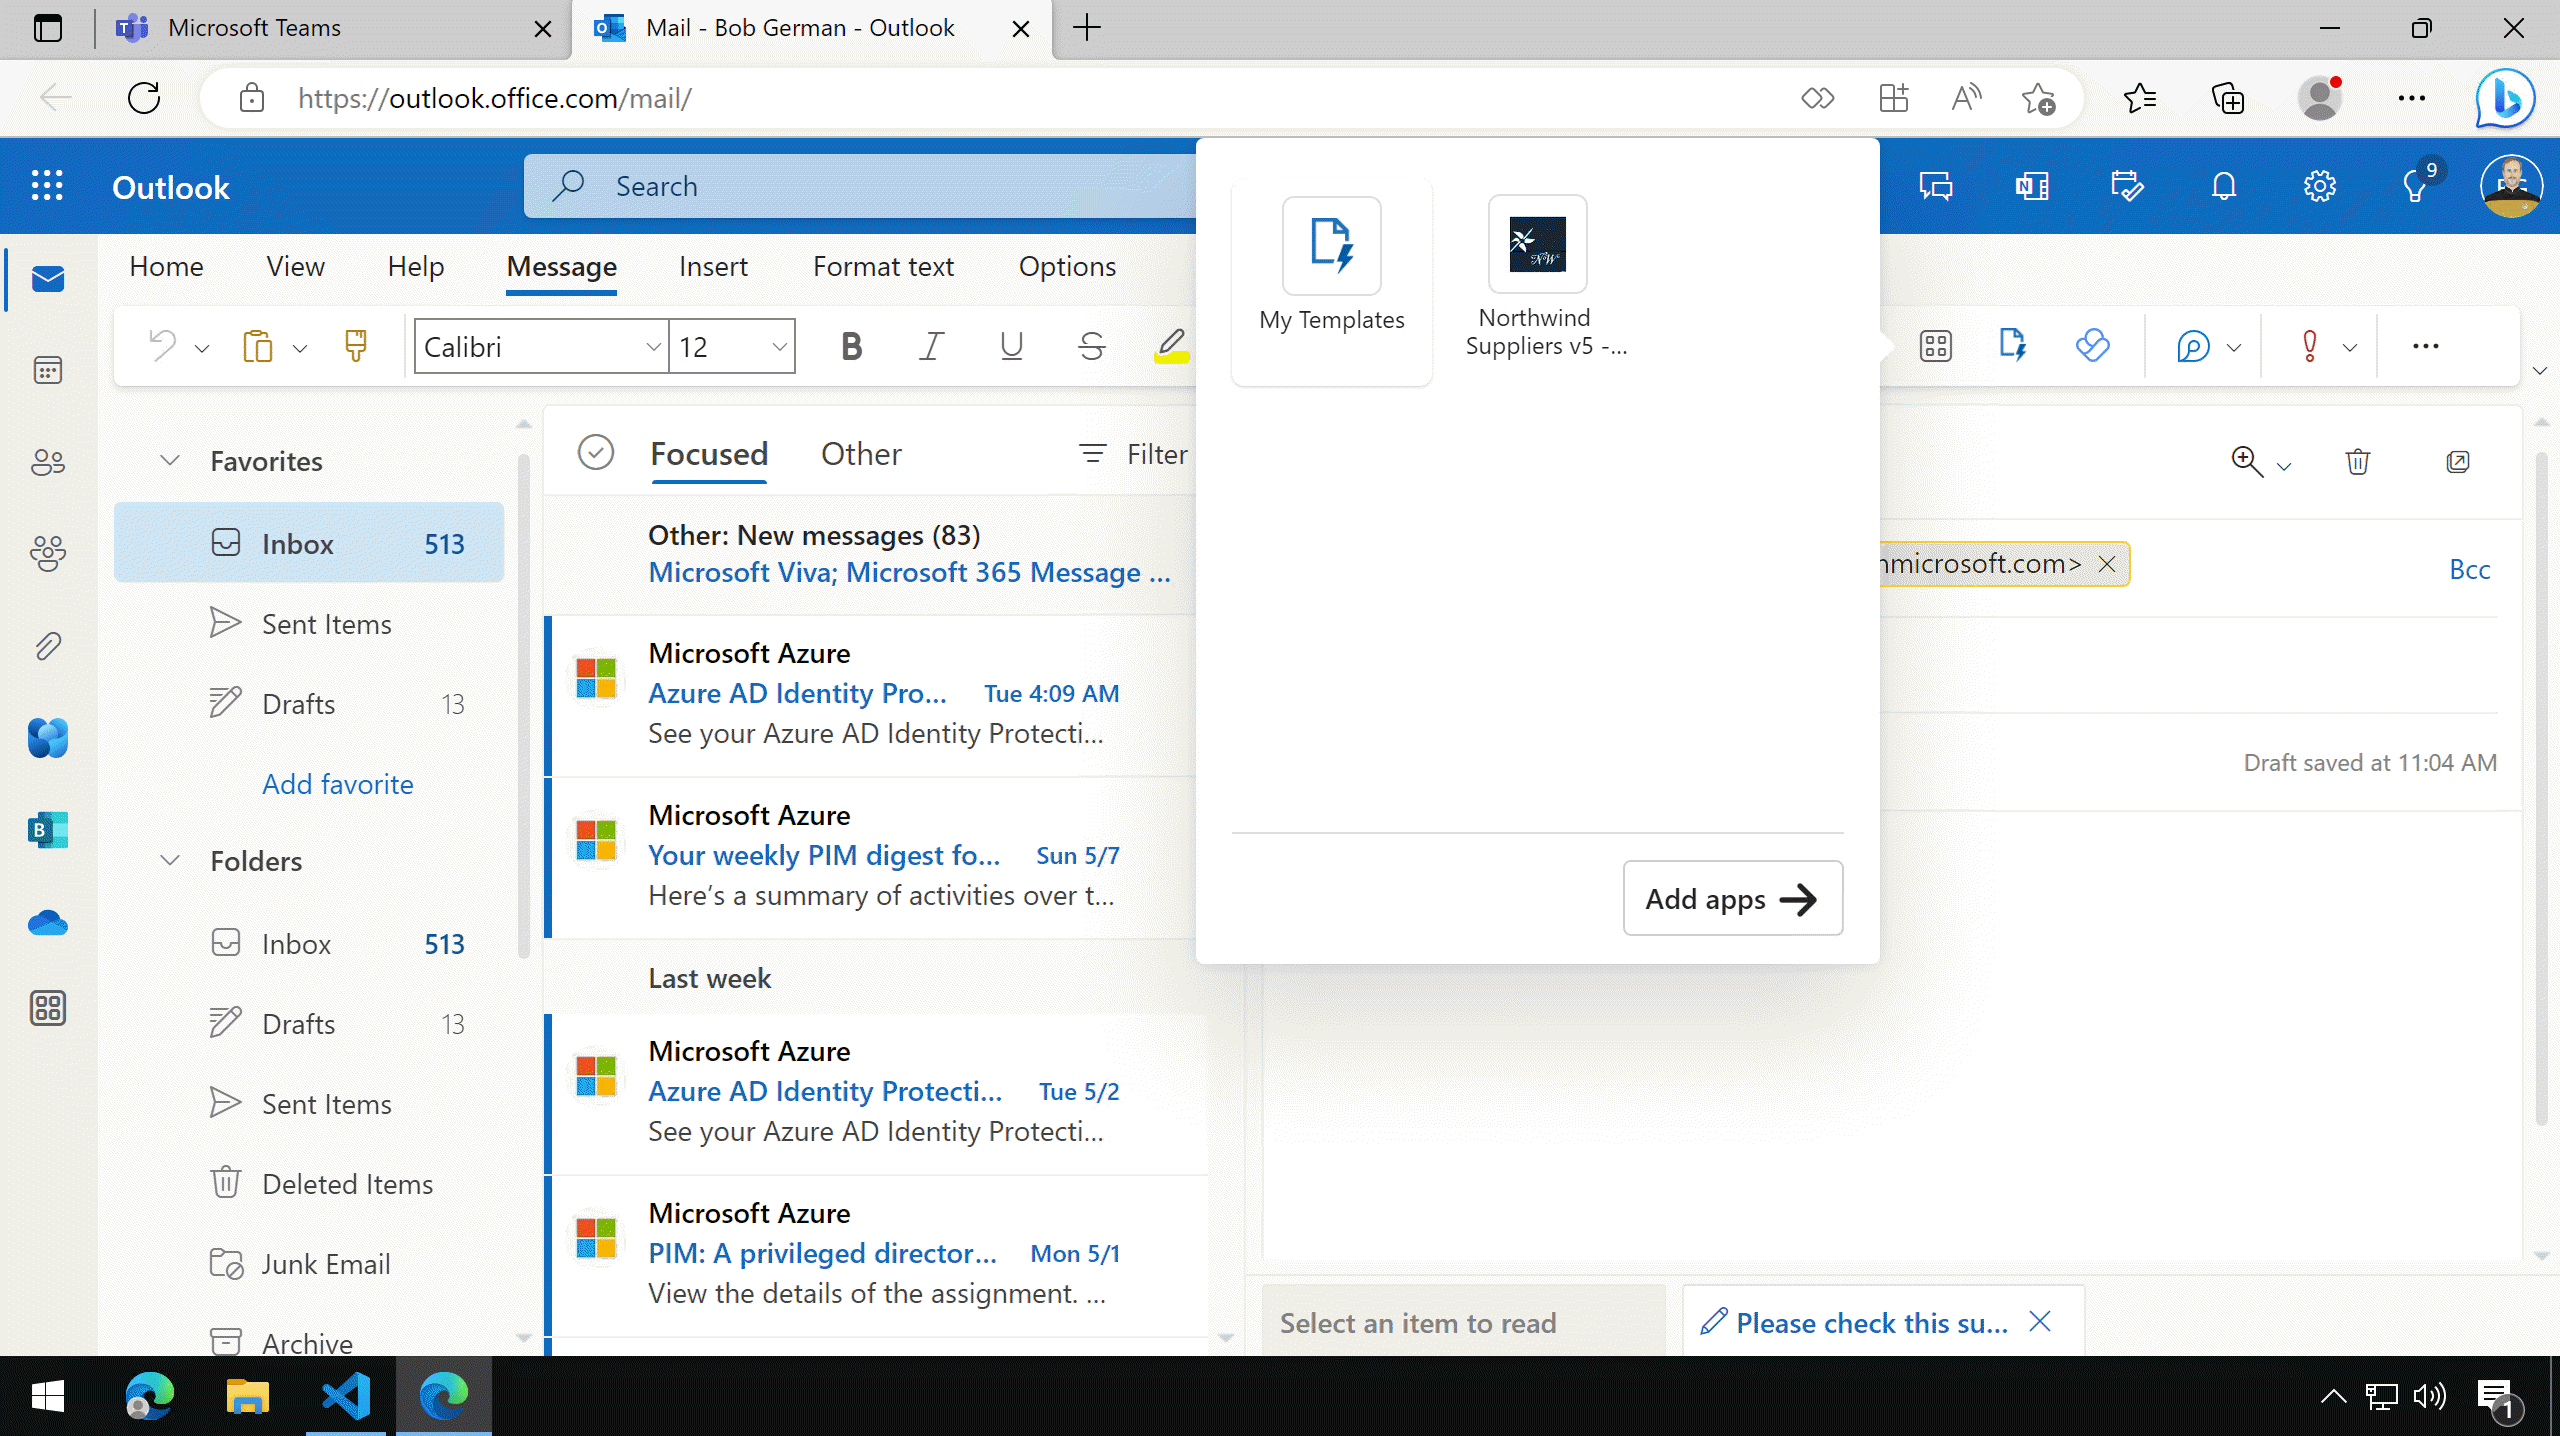 Microsoft Teams
Mail - Bob German - Outlook
https://outlook.office.com/mail/
Outlook
Search
9
Home View Help Message Insert Format text Options
Calibri 12
My Templates
Northwind
Suppliers v5 -...
Add apps
Favorites
Inbox 513
Sent Items
Drafts 13
Add favorite
Folders
Inbox 513
Drafts 13
Sent Items
Deleted Items
Junk Email
Archive
Focused Other Filter
Other: New messages (83)
Microsoft Viva; Microsoft 365 Message ...
Microsoft Azure
Azure AD Identity Pro... Tue 4:09 AM
See your Azure AD Identity Protecti...
Microsoft Azure
Your weekly PIM digest fo... Sun 5/7
Here's a summary of activities over t...
Last week
Microsoft Azure
Azure AD Identity Protecti... Tue 5/2
See your Azure AD Identity Protecti...
Microsoft Azure
PIM: A privileged director... Mon 5/1
View the details of the assignment. ...
microsoft.com>
Bcc
Draft saved at 11:04 AM
Select an item to read
Please check this su...
1